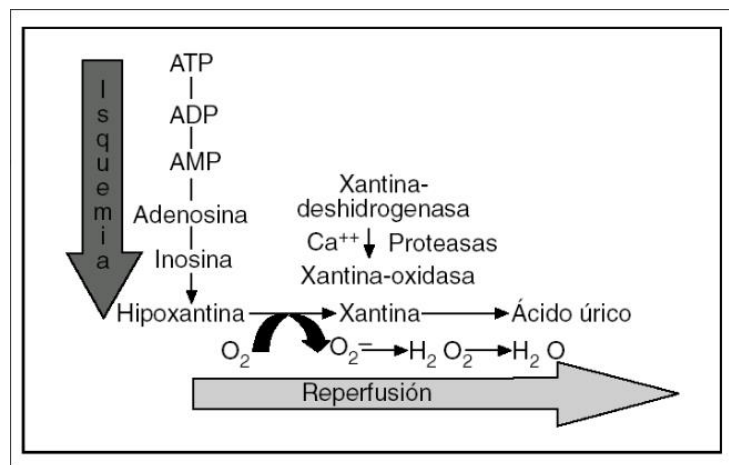 Isquemia
ATP
ADP
AMP
Adenosina
Inosina
Xantina-
deshidrogenasa
Ca⁺⁺ Proteasas
Xantina-oxidasa
Hipoxantina Xantina Ácido úrico
O₂ O₂⁻ H₂ O₂ H₂ O
Reperfusión